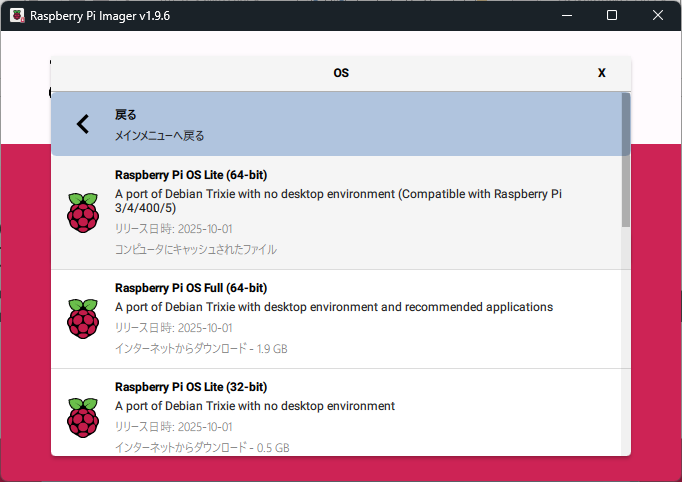 Raspberry Pi Imager v1.9.6
OS
X
戻る
メインメニューへ戻る
Raspberry Pi OS Lite (64-bit)
A port of Debian Trixie with no desktop environment (Compatible with Raspberry Pi
3/4/400/5)
リリース日時: 2025-10-01
コンピュータにキャッシュされたファイル
Raspberry Pi OS Full (64-bit)
A port of Debian Trixie with desktop environment and recommended applications
リリース日時: 2025-10-01
インターネットからダウンロード - 1.9 GB
Raspberry Pi OS Lite (32-bit)
A port of Debian Trixie with no desktop environment
リリース日時: 2025-10-01
インターネットからダウンロード - 0.5 GB